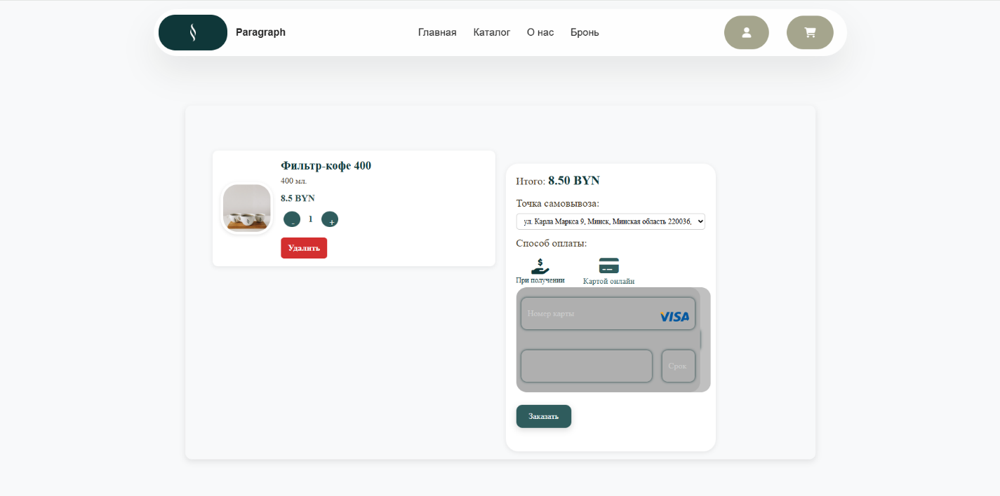 Paragraph
Главная Каталог О нас Бронь
Фильтр-кофе 400
400 мл.
8.5 BYN
- 1 +
Удалить
Итого: 8.50 BYN
Точка самовывоза:
ул. Карла Маркса 9, Минск, Минская область 220036,
Способ оплаты:
При получении Картой онлайн
Номер карты VISA
Срок
Заказать